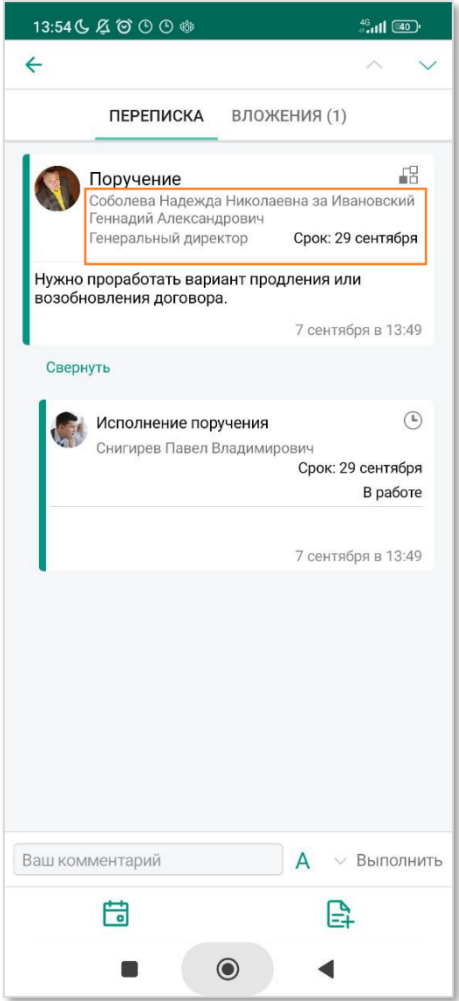 13:54
4G
40
ПЕРЕПИСКА ВЛОЖЕНИЯ (1)
Поручение
Соболева Надежда Николаевна за Ивановский
Геннадий Александрович
Генеральный директор Срок: 29 сентября
Нужно проработать вариант продления или
возобновления договора.
7 сентября в 13:49
Свернуть
Исполнение поручения
Снигирев Павел Владимирович
Срок: 29 сентября
В работе
7 сентября в 13:49
Ваш комментарий A Выполнить